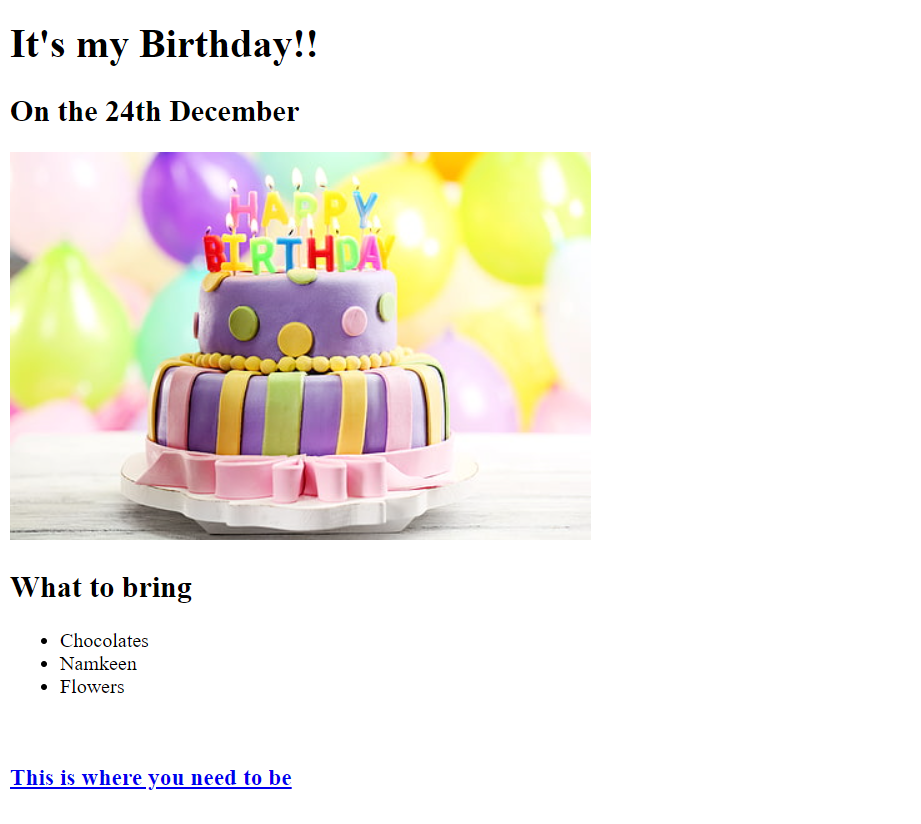 It's my Birthday!!
On the 24th December
HAPPY
BIRTHDAY
What to bring
Chocolates
Namkeen
Flowers
This is where you need to be